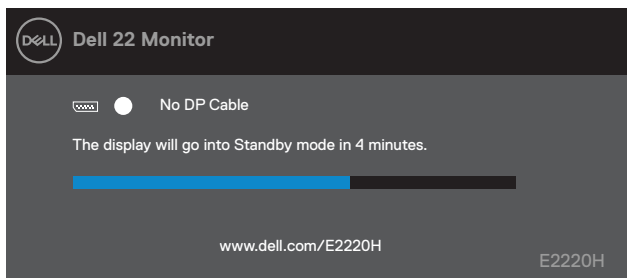 DELL Dell 22 Monitor
No DP Cable
The display will go into Standby mode in 4 minutes.
www.dell.com/E2220H
E2220H